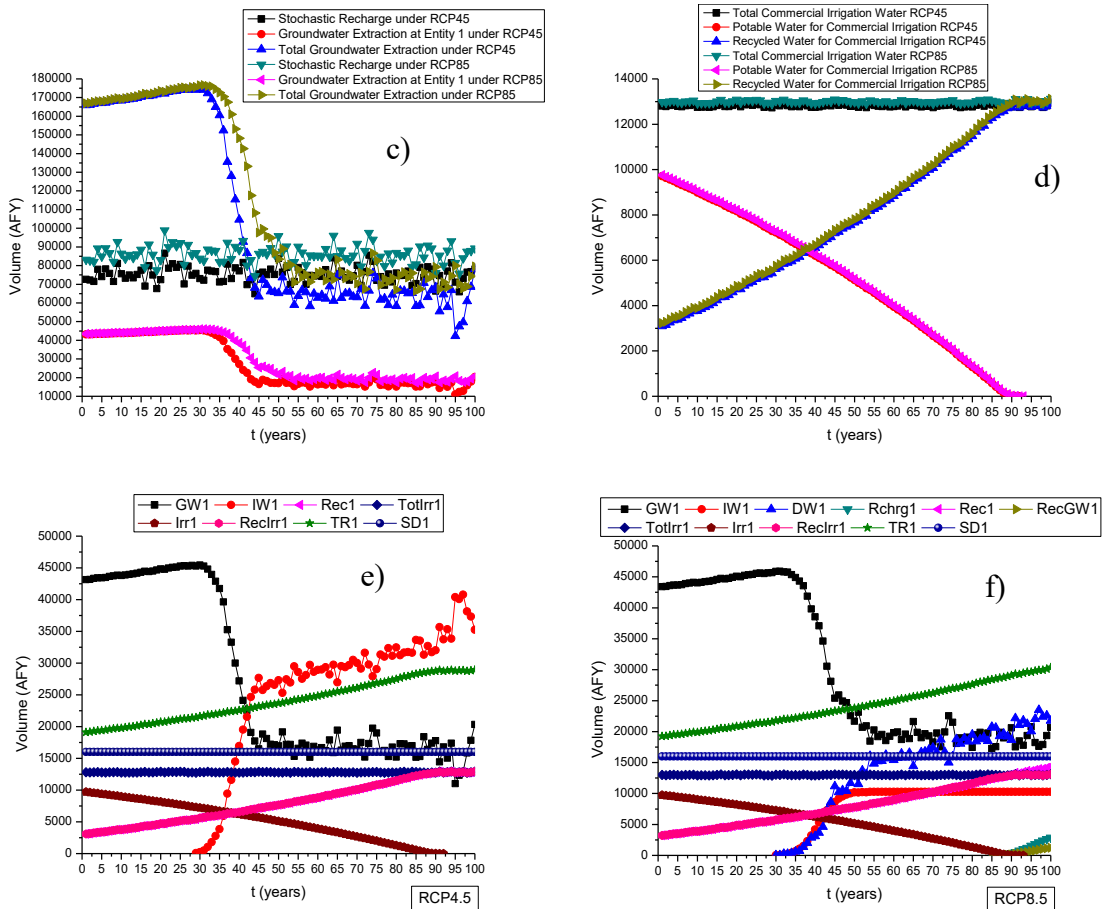 Stochastic Recharge under RCP45
Groundwater Extraction at Entity 1 under RCP45
Total Groundwater Extraction under RCP45
Stochastic Recharge under RCP85
Groundwater Extraction at Entity 1 under RCP85
Total Groundwater Extraction under RCP85
180000
170000
160000
150000
140000
130000
120000
110000
100000
90000
80000
70000
60000
50000
40000
30000
20000
10000
Volume (AFY)
c)
0 5 10 15 20 25 30 35 40 45 50 55 60 65 70 75 80 85 90 95 100
t (years)
Total Commercial Irrigation Water RCP45
Potable Water for Commercial Irrigation RCP45
Recycled Water for Commercial Irrigation RCP45
Total Commercial Irrigation Water RCP85
Potable Water for Commercial Irrigation RCP85
Recycled Water for Commercial Irrigation RCP85
14000
12000
10000
8000
6000
4000
2000
0
Volume (AFY)
d)
0 5 10 15 20 25 30 35 40 45 50 55 60 65 70 75 80 85 90 95 100
t (years)
GW1 IW1 Rec1 TotIrr1
Irr1 RecIrr1 TR1 SD1
50000
45000
40000
35000
30000
25000
20000
15000
10000
5000
0
Volume (AFY)
e)
0 5 10 15 20 25 30 35 40 45 50 55 60 65 70 75 80 85 90 95 100
t (years)
RCP4.5
GW1 IW1 DW1 Rchrg1 Rec1 RecGW1
TotIrr1 Irr1 RecIrr1 TR1 SD1
50000
45000
40000
35000
30000
25000
20000
15000
10000
5000
0
Volume (AFY)
f)
0 5 10 15 20 25 30 35 40 45 50 55 60 65 70 75 80 85 90 95 100
t (years)
RCP8.5